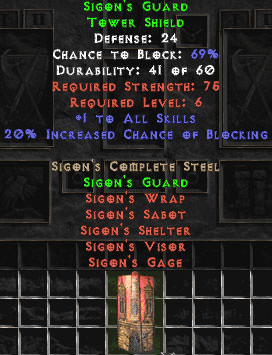 Sigon's Guard
Tower Shield
Defense: 24
Chance to Block: 69%
Durability: 41 of 60
Required Strength: 75
Required Level: 6
+1 to All Skills
20% Increased Chance of Blocking
Sigon's Complete Steel
Sigon's Guard
Sigon's Wrap
Sigon's Sabot
Sigon's Shelter
Sigon's Visor
Sigon's Gage